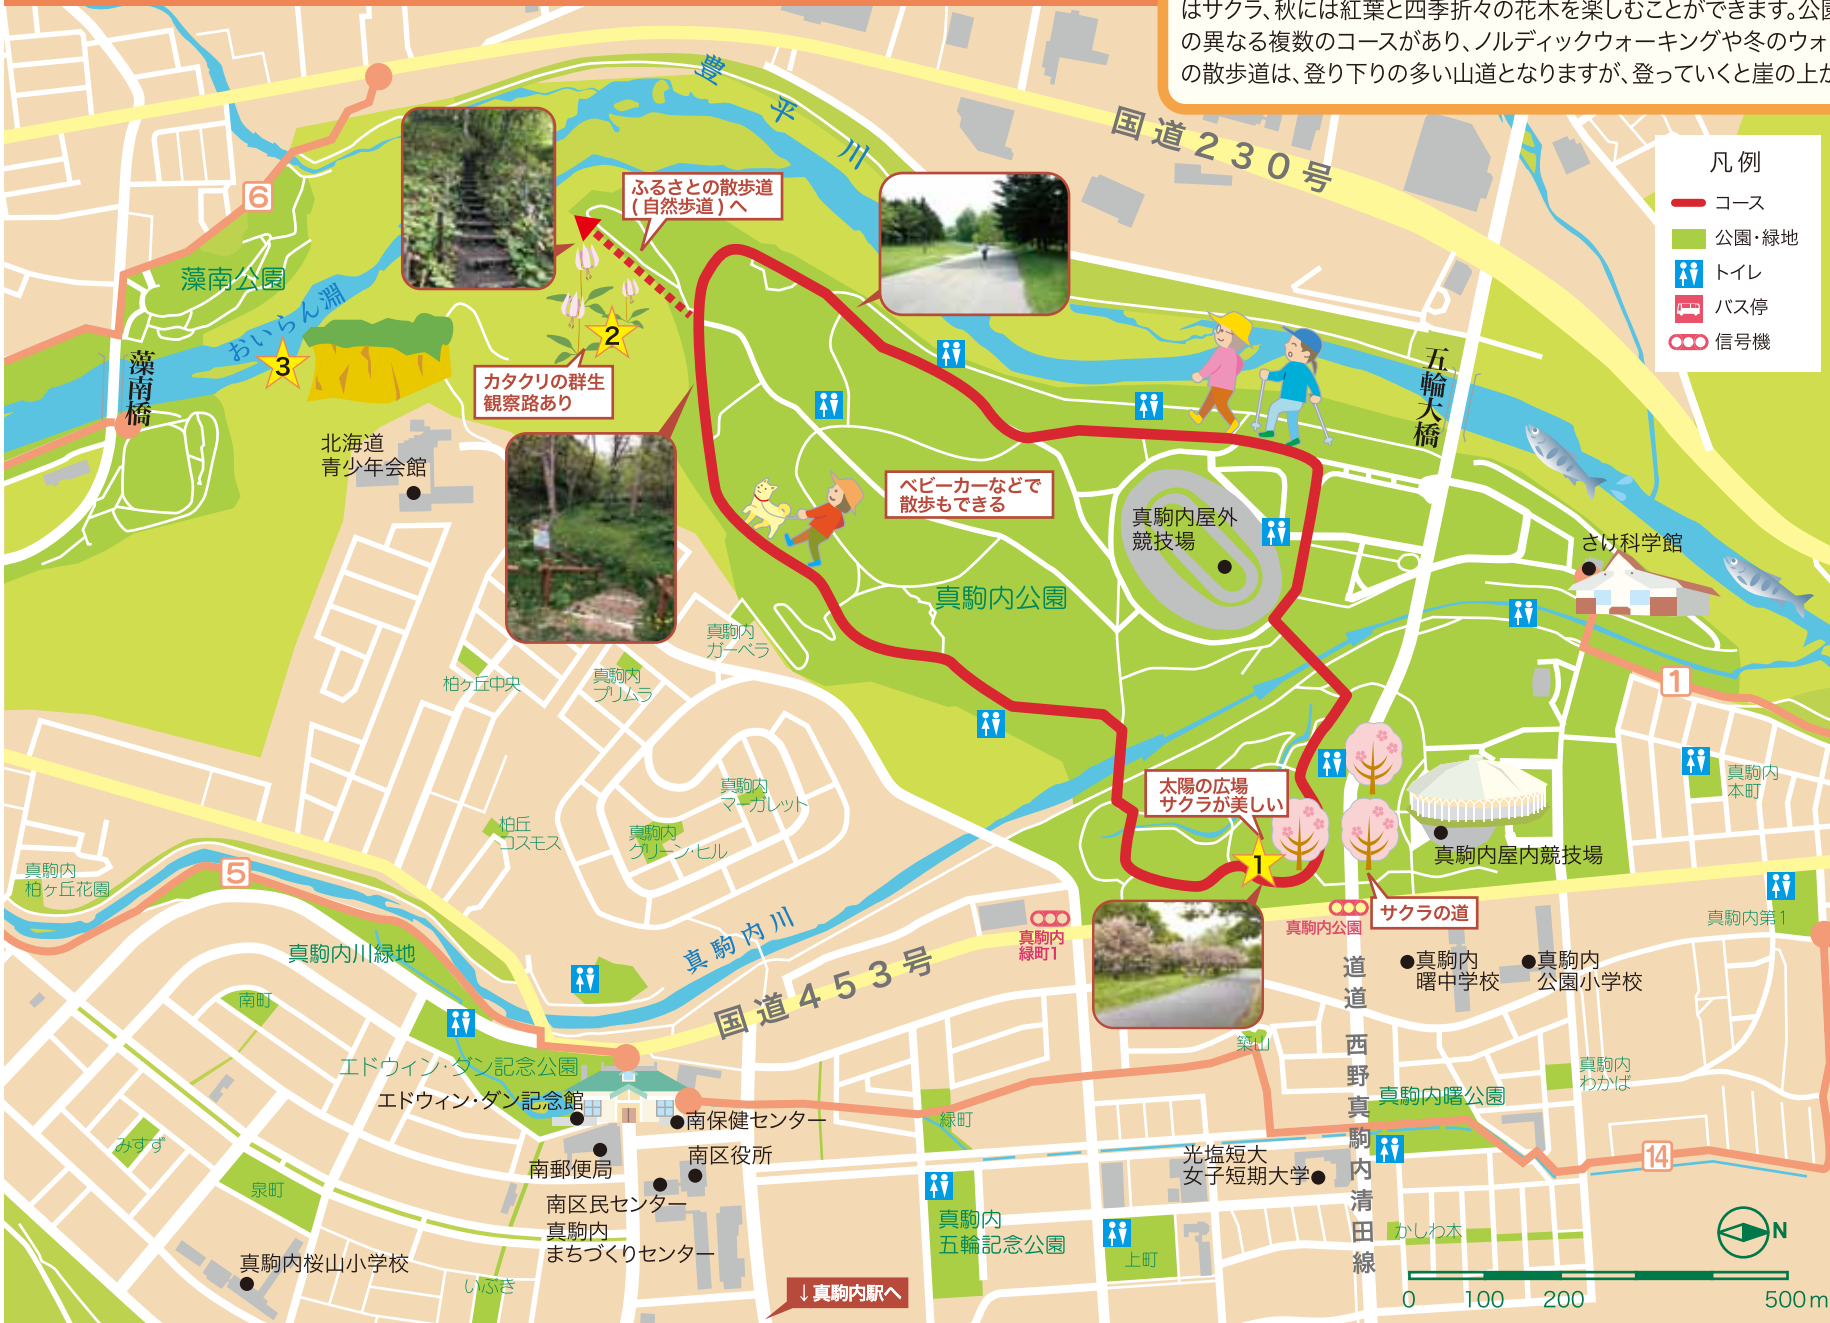 はサクラ、秋には紅葉と四季折々の花木を楽しむことができます。公園
の異なる複数のコースがあり、ノルディックウォーキングや冬のウォ
の散歩道は、登り下りの多い山道となりますが、登っていくと崖の上か
豊平川
国道230号
凡例
コース
公園・緑地
トイレ
バス停
信号機
6
ふるさとの散歩道
(自然歩道)へ
藻南公園
おいらん淵
3
2
藻南橋
カタクリの群生
観察路あり
五輪大橋
北海道
青少年会館
ベビーカーなどで
散歩もできる
真駒内屋外
競技場
さけ科学館
真駒内公園
真駒内
ガーベラ
柏ヶ丘中央
真駒内
プリムラ
1
真駒内
マーガレット
太陽の広場
サクラが美しい
真駒内
本町
柏丘
コスモス
真駒内
グリーン・ヒル
1
真駒内屋内競技場
真駒内
柏ヶ丘花園
5
サクラの道
真駒内第1
真駒内川
真駒内
緑町1
真駒内公園
真駒内川緑地
国道453号
真駒内
曙中学校
真駒内
公園小学校
南町
道道 西野真駒内清田線
築山
エドウィン・ダン記念公園
真駒内
わかば
エドウィン・ダン記念館
真駒内曙公園
南保健センター
緑町
みすず
南郵便局
南区役所
光塩短大
女子短期大学
14
泉町
南区民センター
真駒内
まちづくりセンター
真駒内
五輪記念公園
上町
かしわ木
N
真駒内桜山小学校
いぶき
↓真駒内駅へ
0 100 200 500m